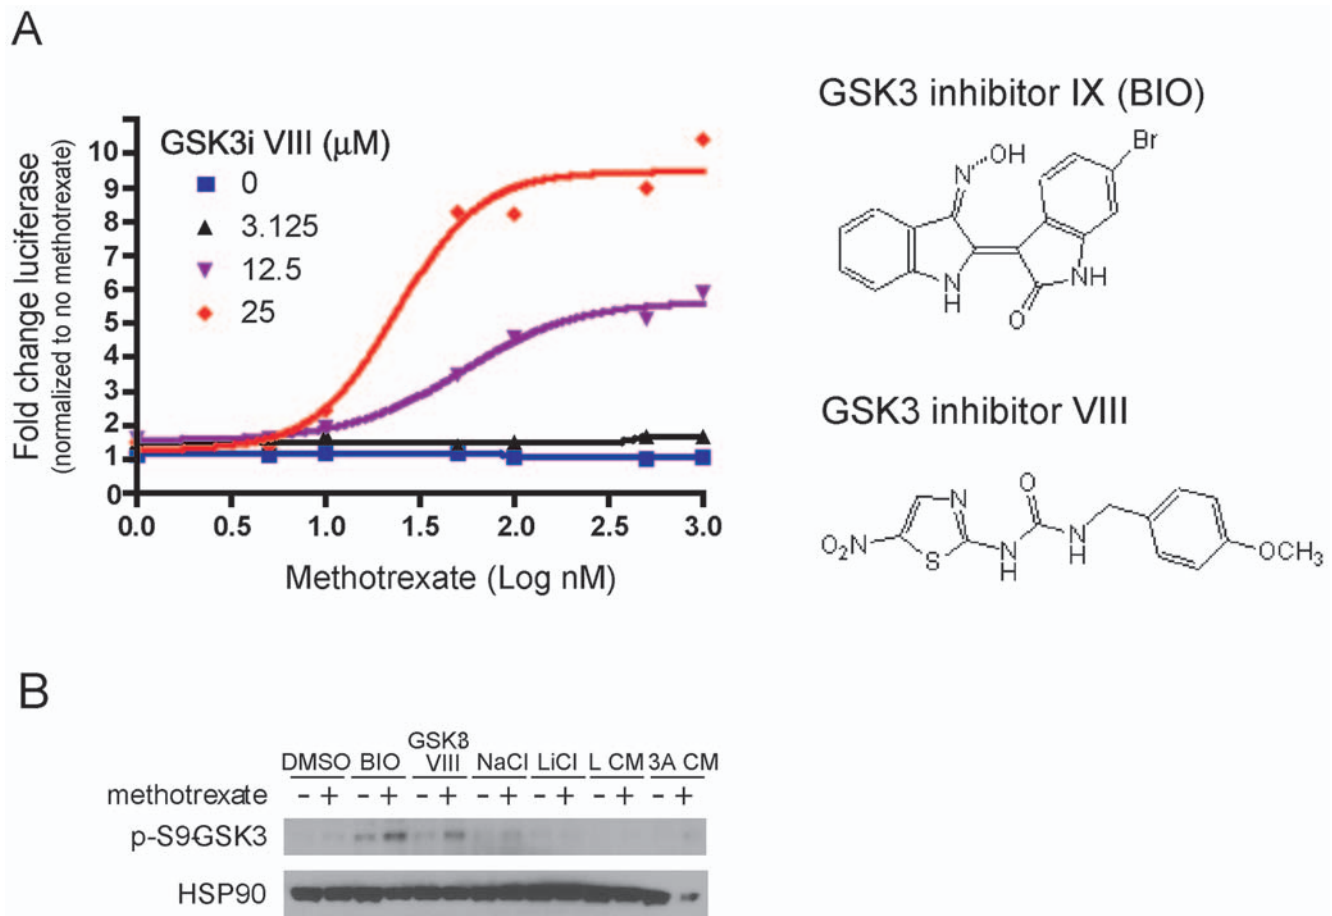 A
GSK3i VIII (μM)
0
3.125
12.5
25
Fold change luciferase
(normalized to no methotrexate)
10
9
8
7
6
5
4
3
2
1
0
0.0 0.5 1.0 1.5 2.0 2.5 3.0
Methotrexate (Log nM)
GSK3 inhibitor IX (BIO)
OH
N
Br
N
H
NH
O
GSK3 inhibitor VIII
O
N
O2N
S
N
H
N
H
OCH3
B
DMSO BIO GSK3 VIII NaCl LiCl L CM 3A CM
methotrexate - + - + - + - + - + - + - +
p-S9-GSK3
HSP90